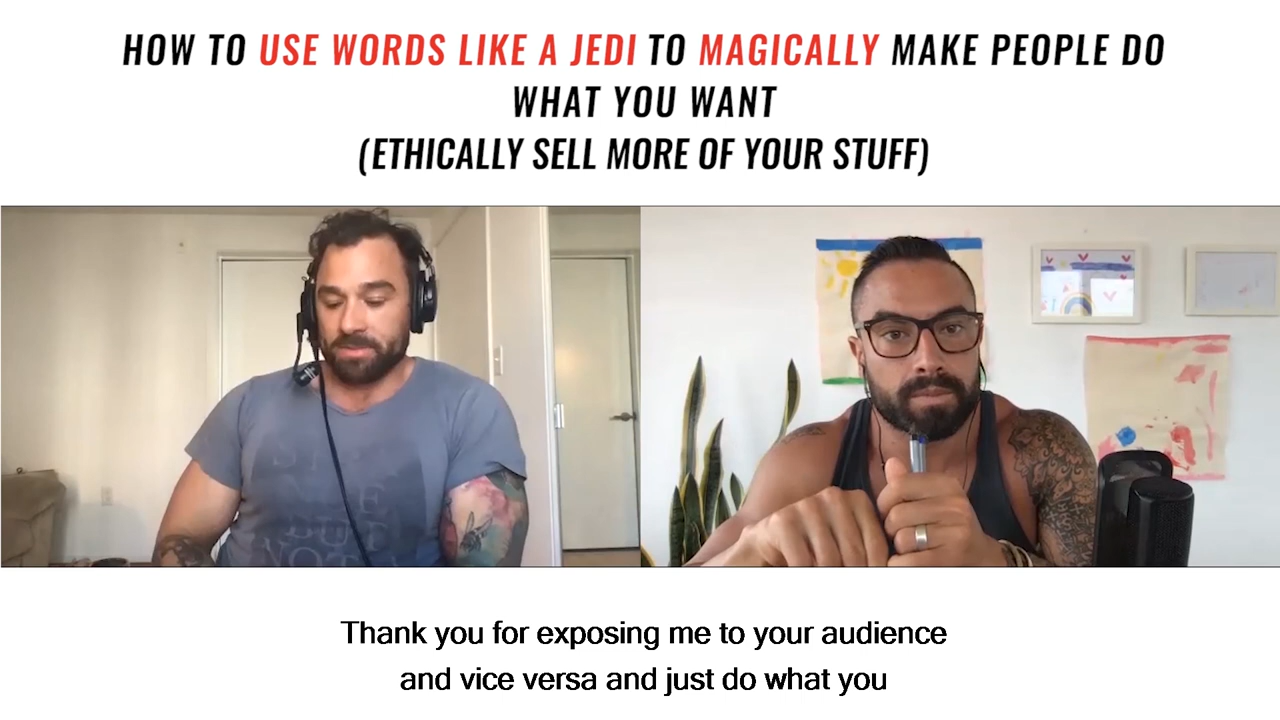 HOW TO USE WORDS LIKE A JEDI TO MAGICALLY MAKE PEOPLE DO
WHAT YOU WANT
(ETHICALLY SELL MORE OF YOUR STUFF)
Thank you for exposing me to your audience
and vice versa and just do what you